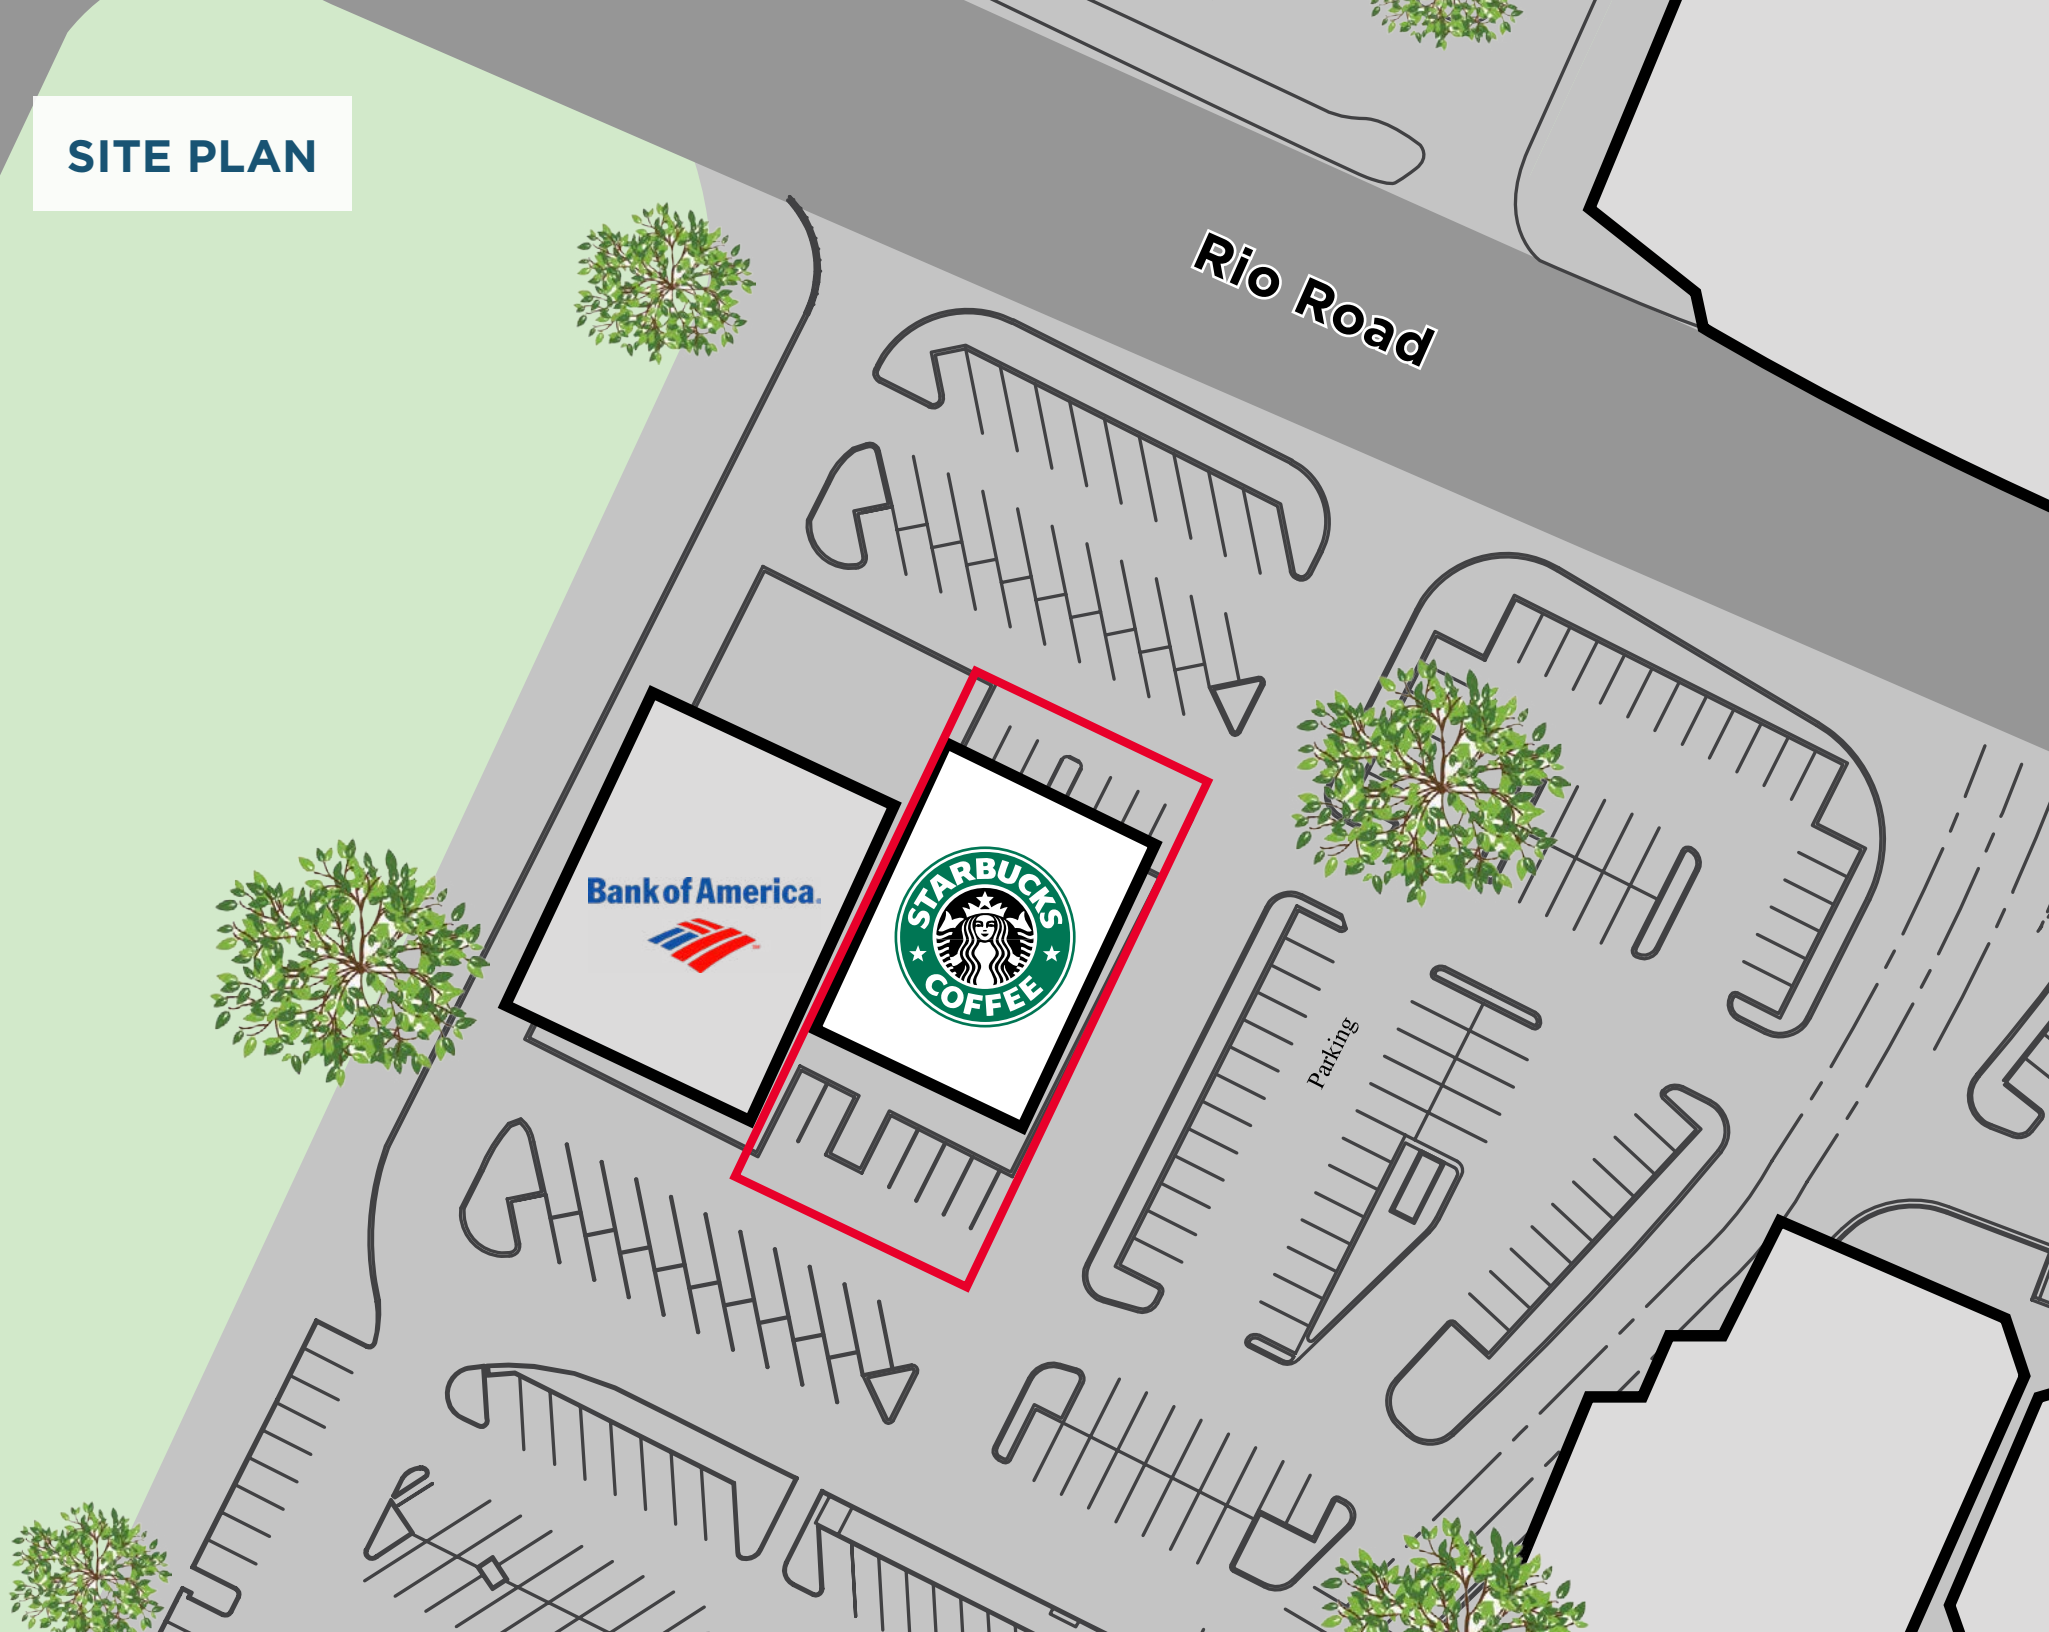 SITE PLAN
Rio Road
Bank of America
STARBUCKS
COFFEE
Parking